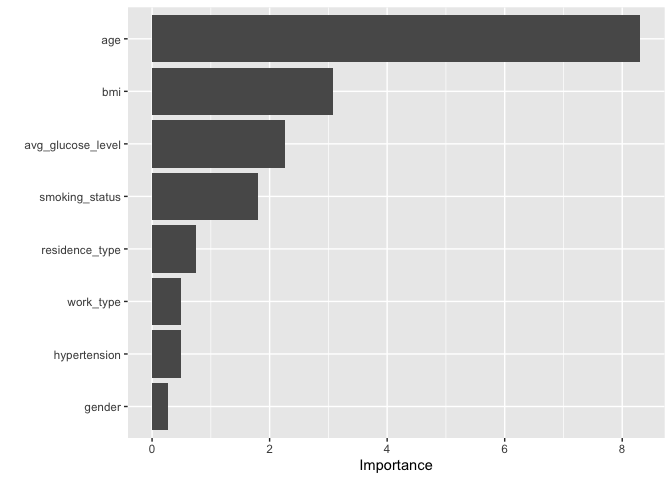 age
bmi
avg_glucose_level
smoking_status
residence_type
work_type
hypertension
gender
0 2 4 6 8
Importance